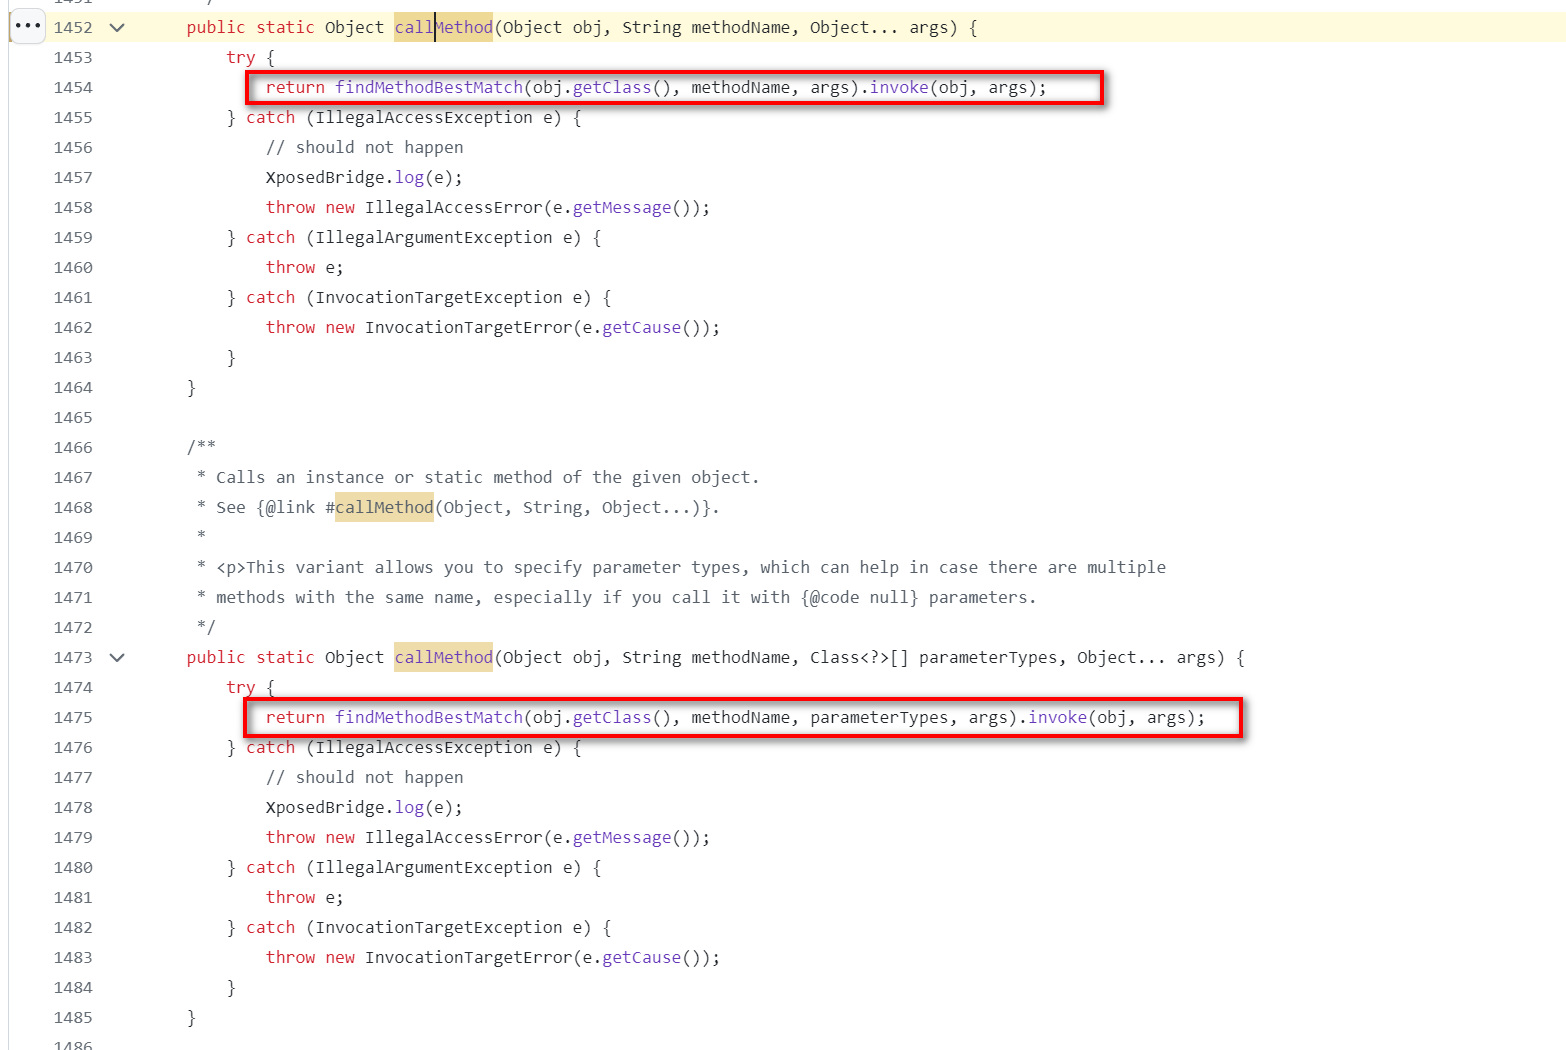 1451 */
1452 public static Object callMethod(Object obj, String methodName, Object... args) {
1453 try {
1454 return findMethodBestMatch(obj.getClass(), methodName, args).invoke(obj, args);
1455 } catch (IllegalAccessException e) {
1456 // should not happen
1457 XposedBridge.log(e);
1458 throw new IllegalAccessError(e.getMessage());
1459 } catch (IllegalArgumentException e) {
1460 throw e;
1461 } catch (InvocationTargetException e) {
1462 throw new InvocationTargetError(e.getCause());
1463 }
1464 }
1465
1466 /**
1467 * Calls an instance or static method of the given object.
1468 * See {@link #callMethod(Object, String, Object...)}.
1469 *
1470 * <p>This variant allows you to specify parameter types, which can help in case there are multiple
1471 * methods with the same name, especially if you call it with {@code null} parameters.
1472 */
1473 public static Object callMethod(Object obj, String methodName, Class<?>[] parameterTypes, Object... args) {
1474 try {
1475 return findMethodBestMatch(obj.getClass(), methodName, parameterTypes, args).invoke(obj, args);
1476 } catch (IllegalAccessException e) {
1477 // should not happen
1478 XposedBridge.log(e);
1479 throw new IllegalAccessError(e.getMessage());
1480 } catch (IllegalArgumentException e) {
1481 throw e;
1482 } catch (InvocationTargetException e) {
1483 throw new InvocationTargetError(e.getCause());
1484 }
1485 }
1486